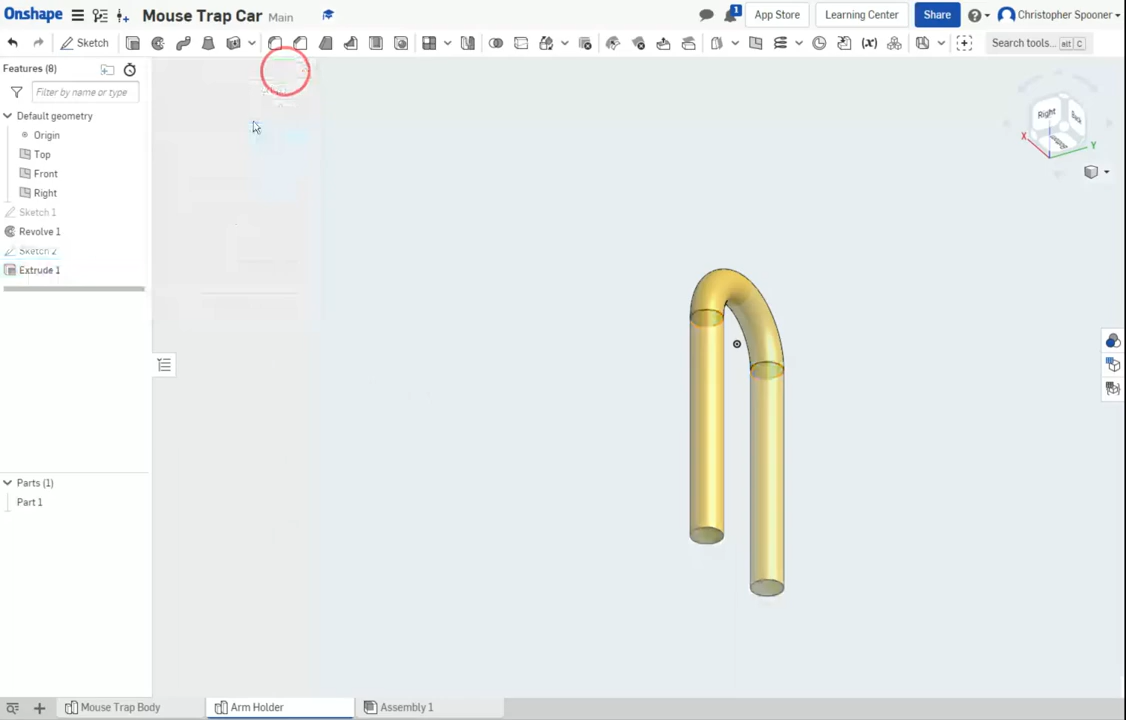 Onshape Mouse Trap Car Main 1 App Store Learning Center Share Christopher Spooner
Sketch (x) Search tools... alt C
Features (8)
Filter by name or type
Default geometry
Origin
Top
Front
Right
Sketch 1
Revolve 1
Sketch 2
Extrude 1
Parts (1)
Part 1
Right Back
X Y
Mouse Trap Body Arm Holder Assembly 1